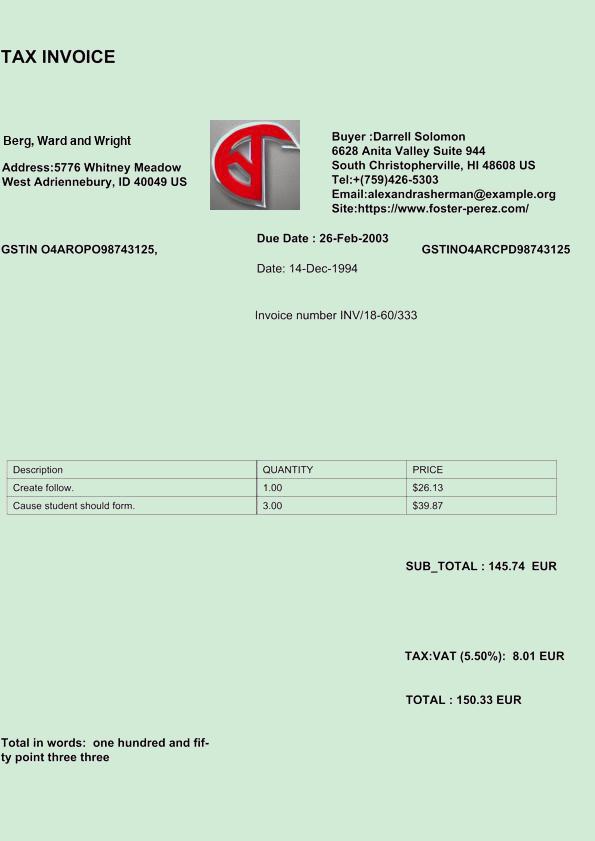 TAX INVOICE
Berg, Ward and Wright
Address:5776 Whitney Meadow
West Adriennebury, ID 40049 US
Buyer :Darrell Solomon
6628 Anita Valley Suite 944
South Christopherville, HI 48608 US
Tel:+(759)426-5303
Email:alexandrasherman@example.org
Site:https://www.foster-perez.com/
GSTIN O4AROPO98743125,
Due Date : 26-Feb-2003
GSTINO4ARCPD98743125
Date: 14-Dec-1994
Invoice number INV/18-60/333
Description QUANTITY PRICE
Create follow. 1.00 $26.13
Cause student should form. 3.00 $39.87
SUB_TOTAL : 145.74 EUR
TAX:VAT (5.50%): 8.01 EUR
TOTAL : 150.33 EUR
Total in words: one hundred and fif-
ty point three three